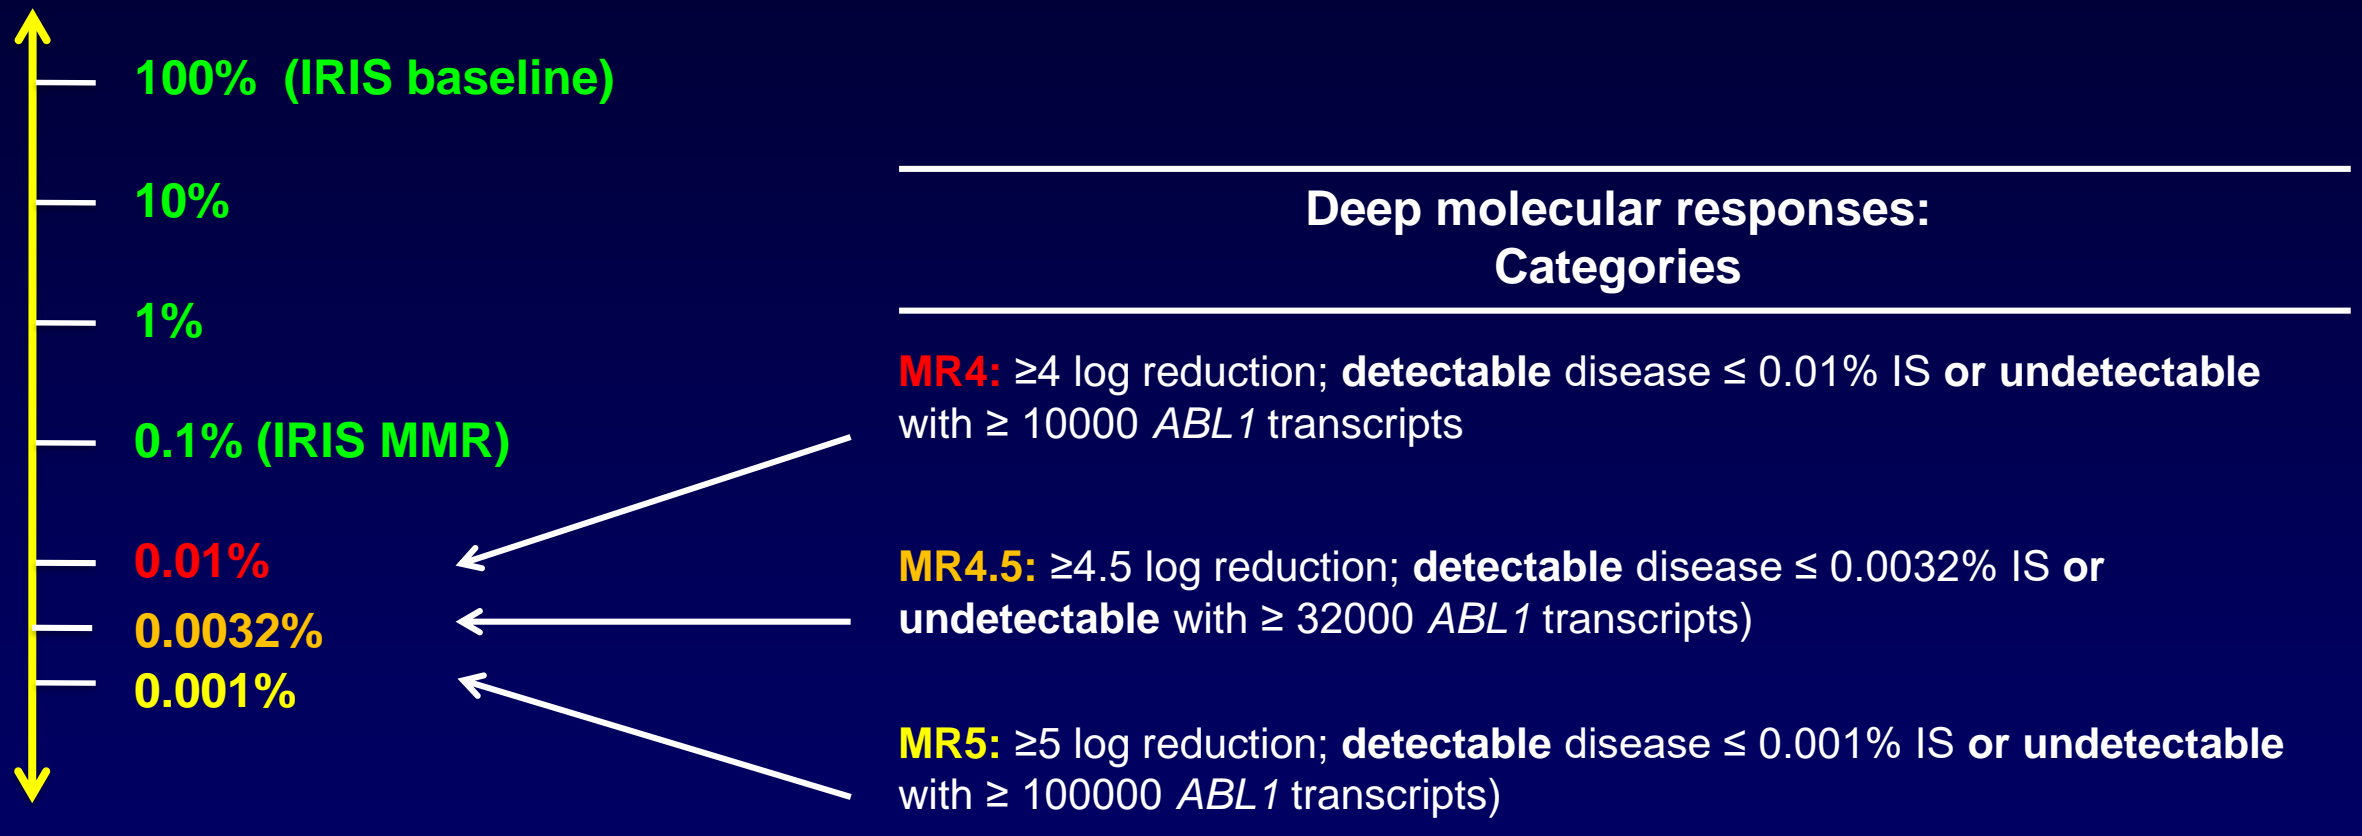 100% (IRIS baseline)
10%
1%
0.1% (IRIS MMR)
0.01%
0.0032%
0.001%
Deep molecular responses:
Categories
MR4: ≥4 log reduction; detectable disease ≤ 0.01% IS or undetectable
with ≥ 10000 ABL1 transcripts
MR4.5: ≥4.5 log reduction; detectable disease ≤ 0.0032% IS or
undetectable with ≥ 32000 ABL1 transcripts)
MR5: ≥5 log reduction; detectable disease ≤ 0.001% IS or undetectable
with ≥ 100000 ABL1 transcripts)